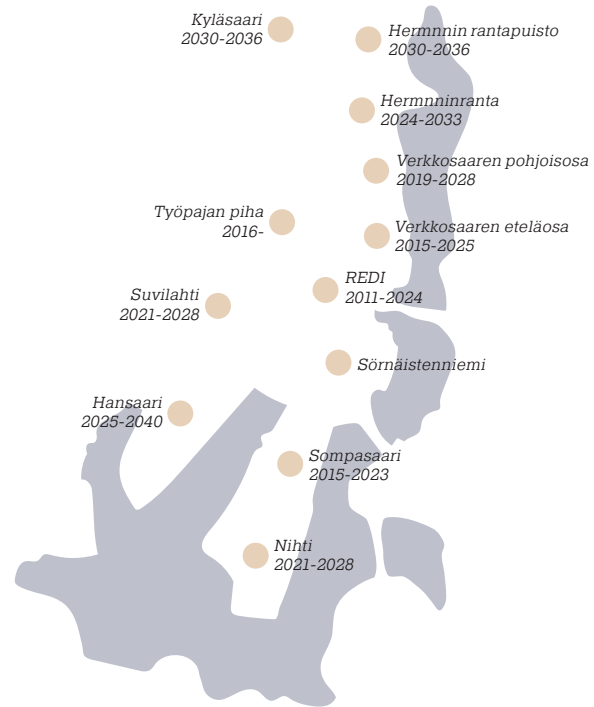 Kyläsaari
2030-2036
Hermnnin rantapuisto
2030-2036
Hermnninranta
2024-2033
Verkkosaaren pohjoisosa
2019-2028
Työpajan piha
2016-
Verkkosaaren eteläosa
2015-2025
REDI
2011-2024
Suvilahti
2021-2028
Sörnäistenniemi
Hansaari
2025-2040
Sompasaari
2015-2023
Nihti
2021-2028